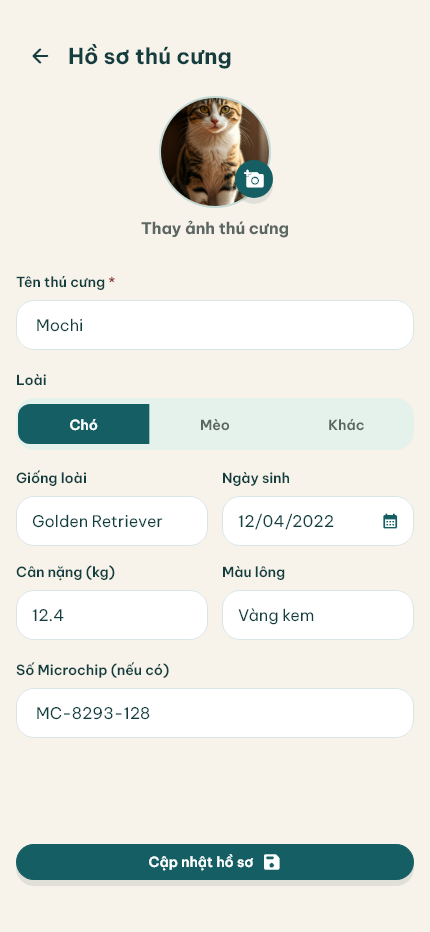 Hồ sơ thú cưng
Thay ảnh thú cưng
Tên thú cưng *
Mochi
Loài
Chó Mèo Khác
Giống loài Ngày sinh
Golden Retriever 12/04/2022
Cân nặng (kg) Màu lông
12.4 Vàng kem
Số Microchip (nếu có)
MC-8293-128
Cập nhật hồ sơ